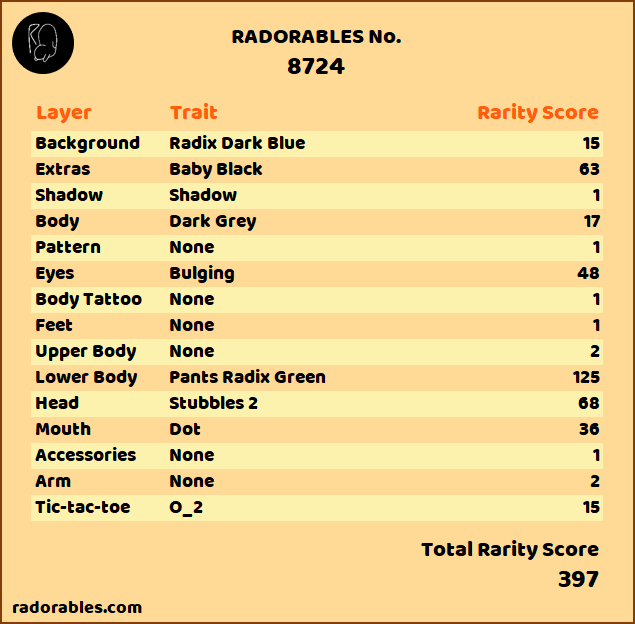 RADORABLES No.
8724
Layer Trait Rarity Score
Background Radix Dark Blue 15
Extras Baby Black 63
Shadow Shadow 1
Body Dark Grey 17
Pattern None 1
Eyes Bulging 48
Body Tattoo None 1
Feet None 1
Upper Body None 2
Lower Body Pants Radix Green 125
Head Stubbles 2 68
Mouth Dot 36
Accessories None 1
Arm None 2
Tic-tac-toe O_2 15
Total Rarity Score
397
radorables.com